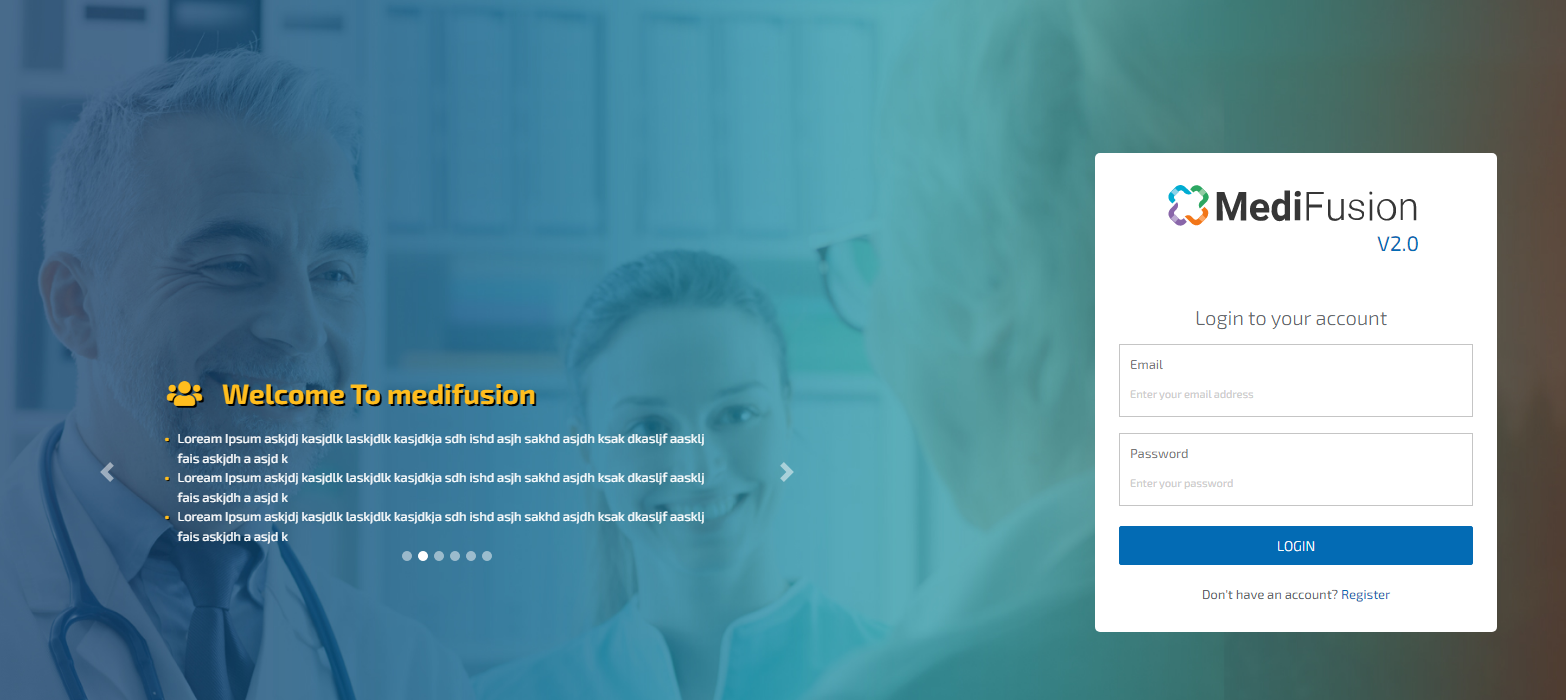 Welcome To medifusion
Loream Ipsum askjdj kasjdlk laskjdlk kasjdkja sdh ishd asjh sakhd asjdh ksak dkasljf aasklj
fais askjdh a asjd k
Loream Ipsum askjdj kasjdlk laskjdlk kasjdkja sdh ishd asjh sakhd asjdh ksak dkasljf aasklj
fais askjdh a asjd k
Loream Ipsum askjdj kasjdlk laskjdlk kasjdkja sdh ishd asjh sakhd asjdh ksak dkasljf aasklj
fais askjdh a asjd k
MediFusion
V2.0
Login to your account
Email
Enter your email address
Password
Enter your password
LOGIN
Don't have an account? Register